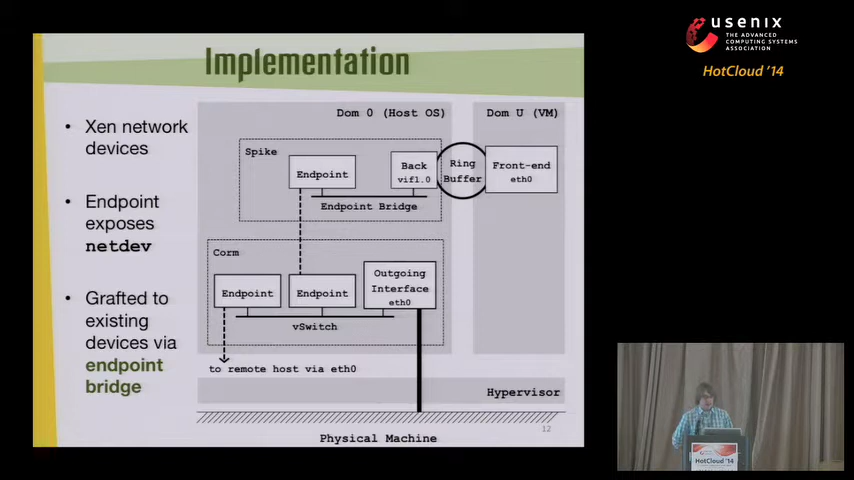 Implementation
• Xen network
devices
• Endpoint
exposes
netdev
• Grafted to
existing
devices via
endpoint
bridge
Dom 0 (Host OS)
Dom U (VM)
Spike
Endpoint
Back
vif1.0
Ring
Buffer
Front-end
eth0
Endpoint Bridge
Corm
Endpoint
Endpoint
Outgoing
Interface
eth0
vSwitch
to remote host via eth0
Hypervisor
Physical Machine
12
usenix
THE ADVANCED
COMPUTING SYSTEMS
ASSOCIATION
HotCloud '14
HotCloud '14